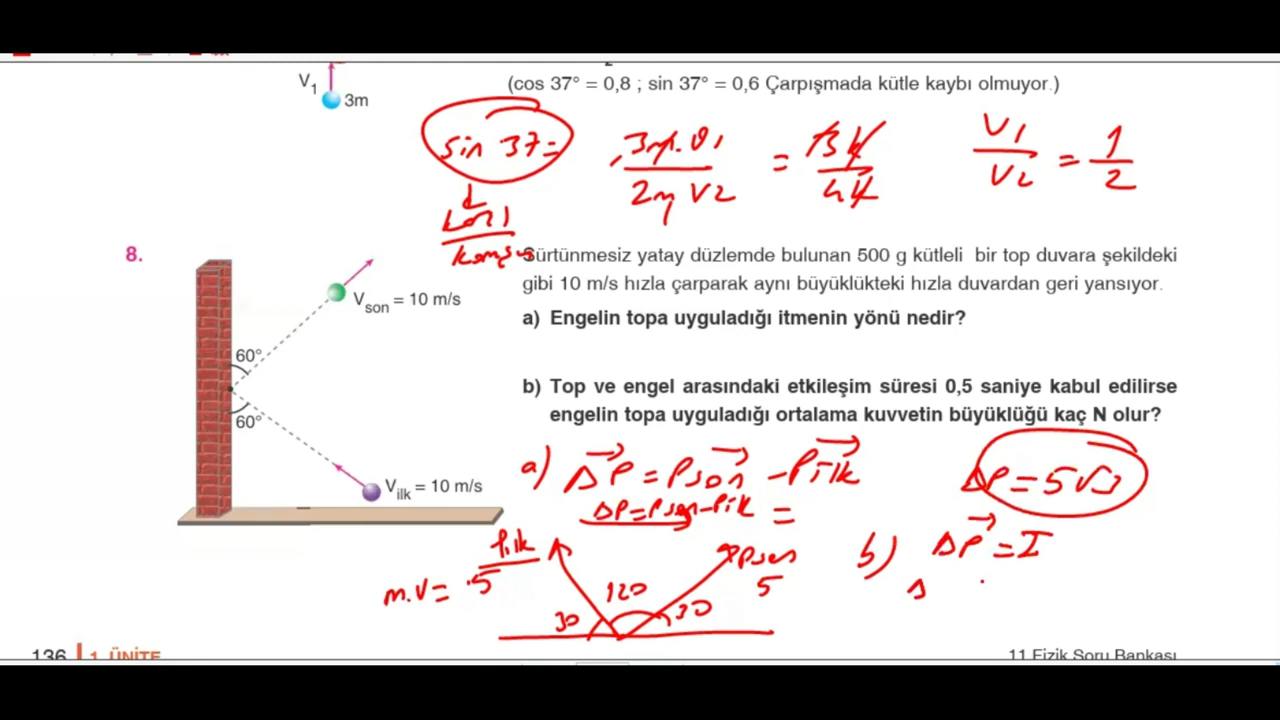 V1
3m
(cos 37° = 0,8 ; sin 37° = 0,6 Çarpışmada kütle kaybı olmuyor.)
sin 37 =
3m.V1 / 2m V2 = 3k / 4k
V1 / V2 = 1 / 2
8.
Sürtünmesiz yatay düzlemde bulunan 500 g kütleli bir top duvara şekildeki
gibi 10 m/s hızla çarparak aynı büyüklükteki hızla duvardan geri yansıyor.
a) Engelin topa uyguladığı itmenin yönü nedir?
b) Top ve engel arasındaki etkileşim süresi 0,5 saniye kabul edilirse
engelin topa uyguladığı ortalama kuvvetin büyüklüğü kaç N olur?
Vson = 10 m/s
60°
60°
Vilk = 10 m/s
a) ΔP = Pson - Pilk
ΔP = Pson - Pilk =
ΔP = 5√3
Pilk
m.V = 5
120
30
30
Pson
5
b) ΔP = I
Δ
136 1. ÜNİTE
11 Fizik Soru Bankası